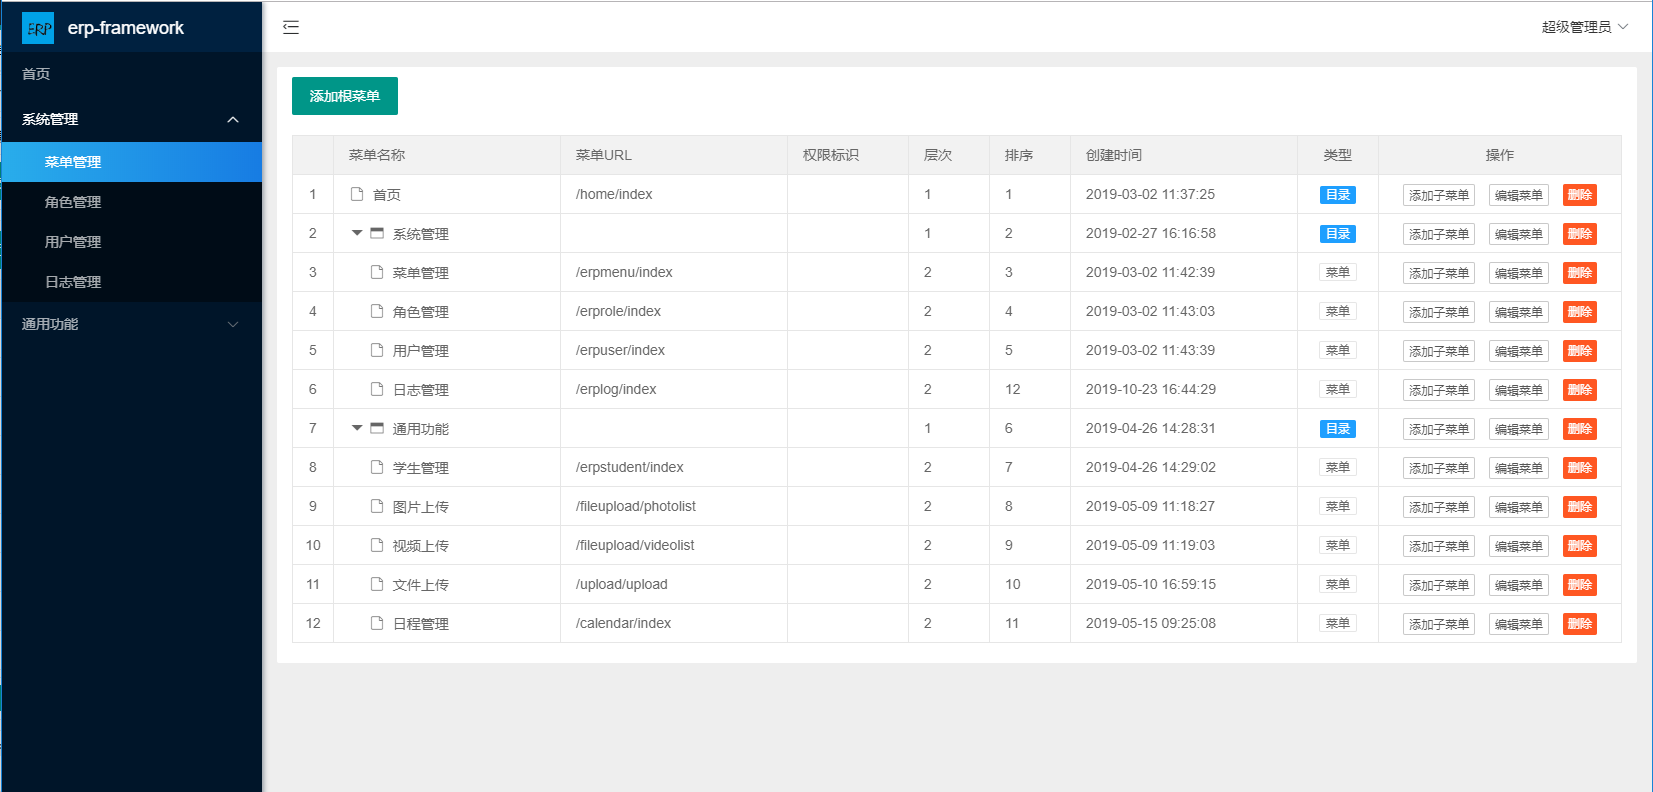 ERP erp-framework
超级管理员
首页
系统管理
菜单管理
角色管理
用户管理
日志管理
通用功能
添加根菜单
菜单名称 菜单URL 权限标识 层次 排序 创建时间 类型 操作
1 首页 /home/index 1 1 2019-03-02 11:37:25 目录 添加子菜单 编辑菜单 删除
2 系统管理 1 2 2019-02-27 16:16:58 目录 添加子菜单 编辑菜单 删除
3 菜单管理 /erpmenu/index 2 3 2019-03-02 11:42:39 菜单 添加子菜单 编辑菜单 删除
4 角色管理 /erprole/index 2 4 2019-03-02 11:43:03 菜单 添加子菜单 编辑菜单 删除
5 用户管理 /erpuser/index 2 5 2019-03-02 11:43:39 菜单 添加子菜单 编辑菜单 删除
6 日志管理 /erplog/index 2 12 2019-10-23 16:44:29 菜单 添加子菜单 编辑菜单 删除
7 通用功能 1 6 2019-04-26 14:28:31 目录 添加子菜单 编辑菜单 删除
8 学生管理 /erpstudent/index 2 7 2019-04-26 14:29:02 菜单 添加子菜单 编辑菜单 删除
9 图片上传 /fileupload/photolist 2 8 2019-05-09 11:18:27 菜单 添加子菜单 编辑菜单 删除
10 视频上传 /fileupload/videolist 2 9 2019-05-09 11:19:03 菜单 添加子菜单 编辑菜单 删除
11 文件上传 /upload/upload 2 10 2019-05-10 16:59:15 菜单 添加子菜单 编辑菜单 删除
12 日程管理 /calendar/index 2 11 2019-05-15 09:25:08 菜单 添加子菜单 编辑菜单 删除